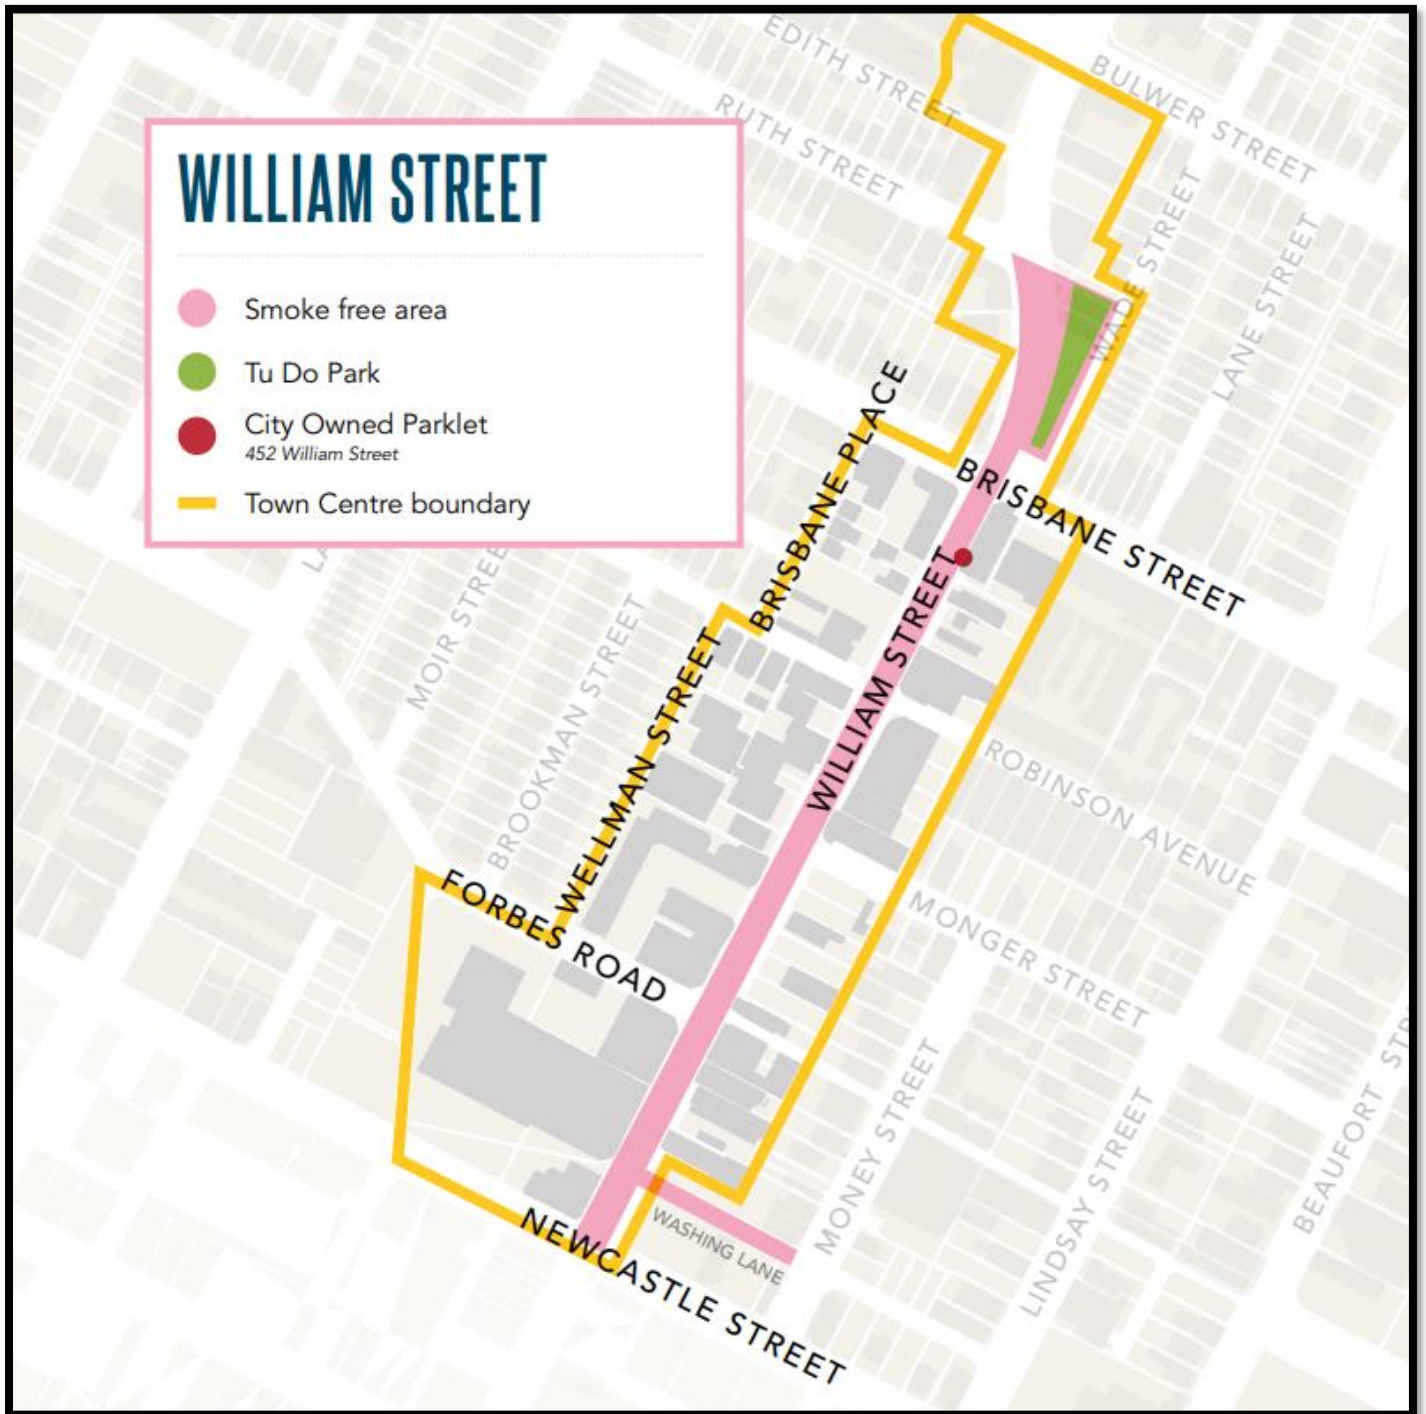 EDITH STREET
BULWER STREET
RUTH STREET
WILLIAM STREET
Smoke free area
Tu Do Park
City Owned Parklet
452 William Street
Town Centre boundary
WADE STREET
LANE STREET
BRISBANE PLACE
BRISBANE STREET
MOIR STREE
BROOKMAN STREET
WELLMAN STREET
WILLIAM STREET
ROBINSON AVENUE
FORBES ROAD
MONGER STREET
MONEY STREET
LINDSAY STREET
BEAUFORT STR
WASHING LANE
NEWCASTLE STREET